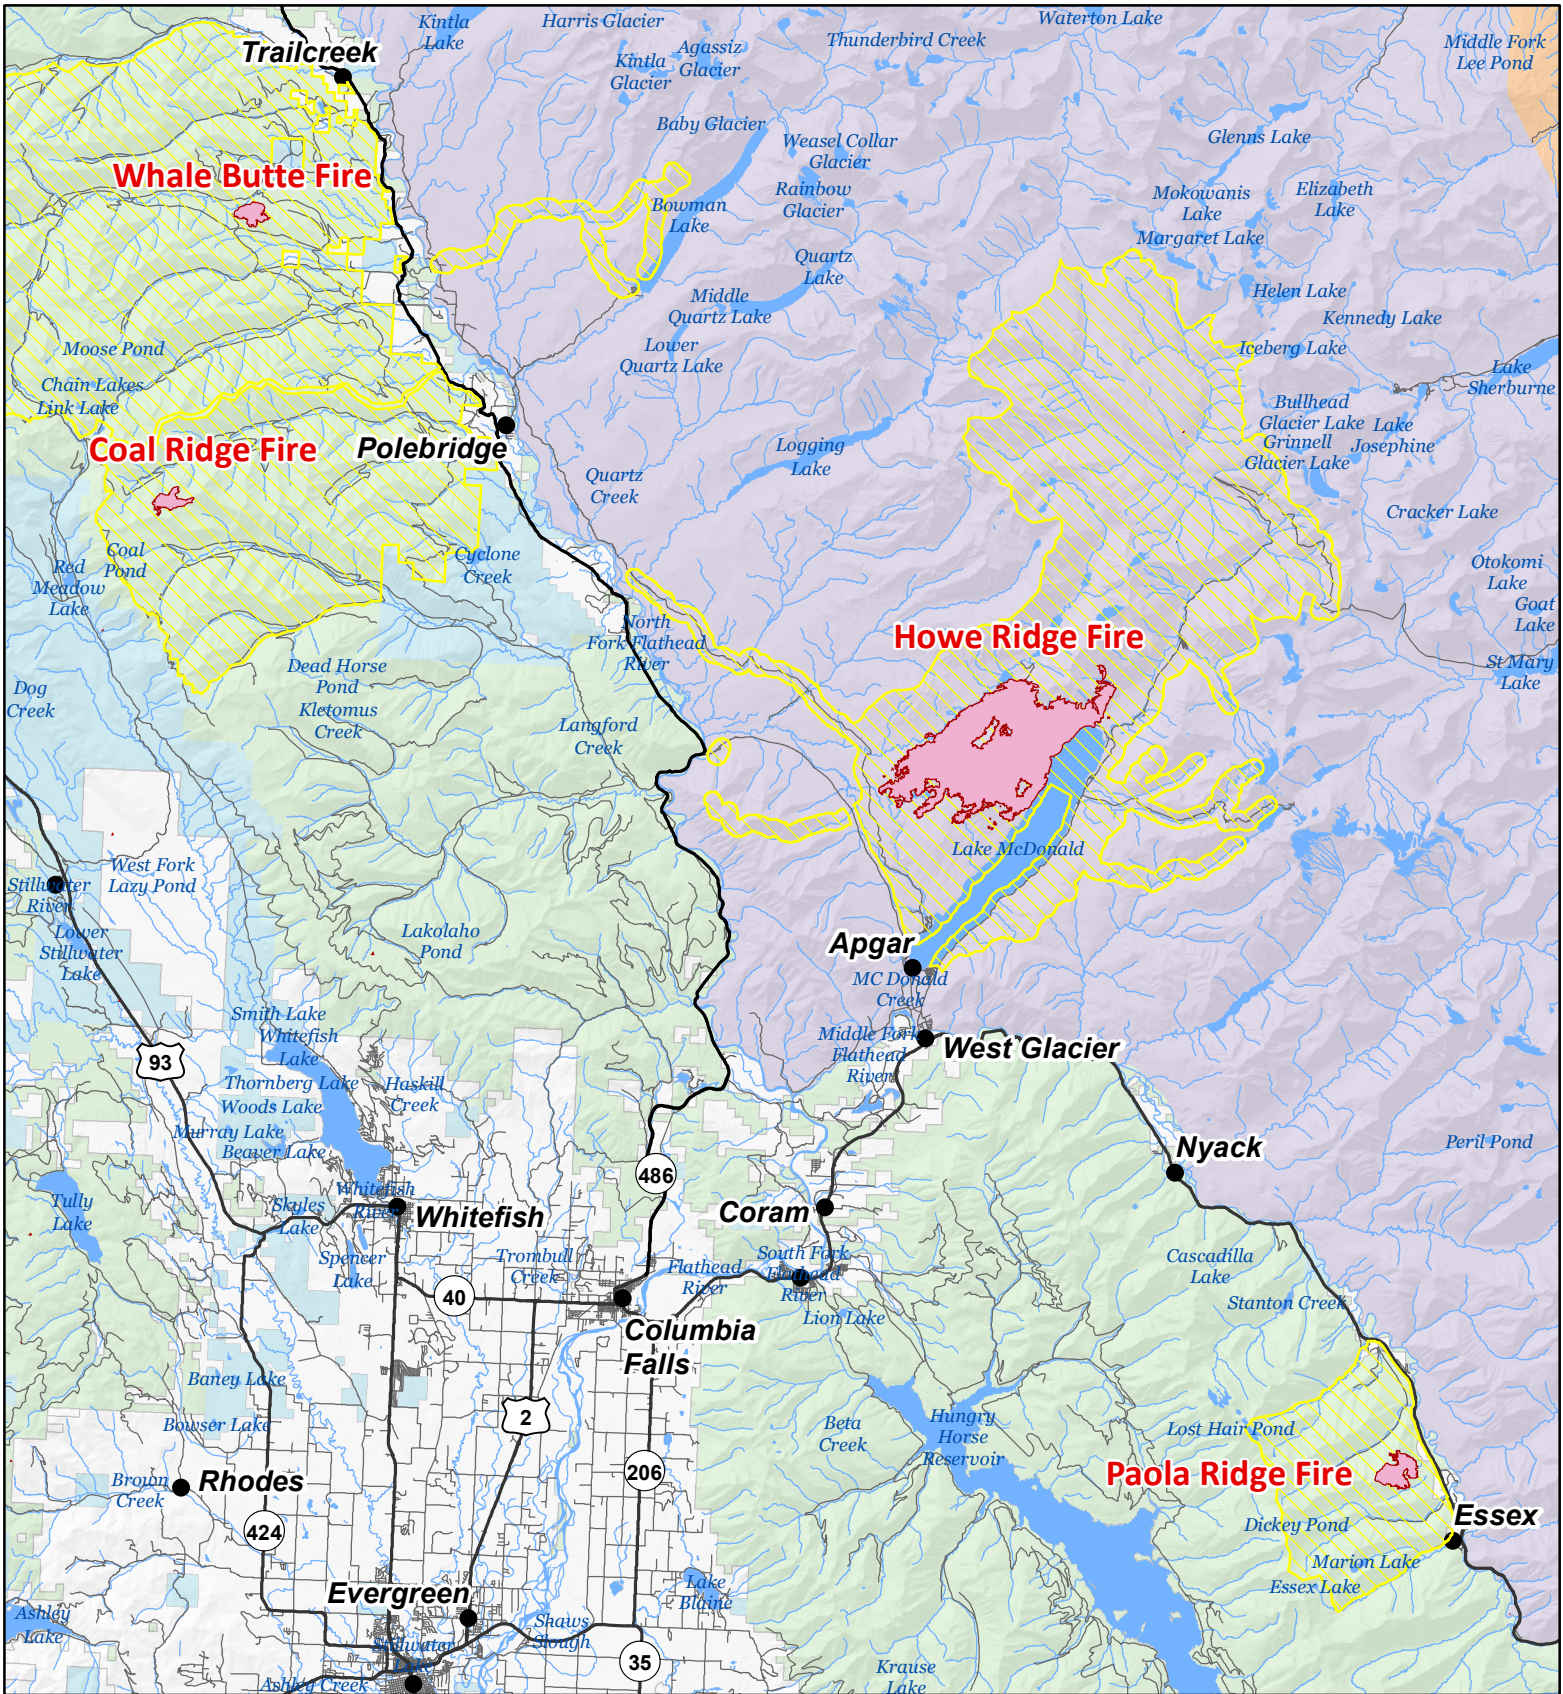 Kintla
Lake
Harris Glacier
Waterton Lake
Trailcreek
Kintla
Glacier
Agassiz
Glacier
Thunderbird Creek
Middle Fork
Lee Pond
Baby Glacier
Weasel Collar
Glacier
Glenns Lake
Whale Butte Fire
Rainbow
Glacier
Bowman
Lake
Mokowanis
Lake
Elizabeth
Lake
Margaret Lake
Quartz
Lake
Middle
Quartz Lake
Helen Lake
Kennedy Lake
Moose Pond
Lower
Quartz Lake
Iceberg Lake
Lake
Sherburne
Chain Lakes
Link Lake
Bullhead
Glacier Lake
Lake
Josephine
Grinnell
Glacier Lake
Coal Ridge Fire
Polebridge
Logging
Lake
Quartz
Creek
Cracker Lake
Coal
Pond
Red
Meadow
Lake
Cyclone
Creek
Otokomi
Lake
Goat
Lake
North
Fork Flathead
River
Howe Ridge Fire
St Mary
Lake
Dead Horse
Pond
Kletomus
Creek
Dog
Creek
Langford
Creek
Lake McDonald
West Fork
Lazy Pond
Stillwater
River
Lower
Stillwater
Lake
Lakolaho
Pond
Apgar
MC Donald
Creek
Smith Lake
Whitefish
Lake
Middle Fork
Flathead
River
West Glacier
93
Thornberg Lake
Woods Lake
Haskill
Creek
Murray Lake
Beaver Lake
Nyack
Peril Pond
486
Tully
Lake
Whitefish
River
Skyles
Lake
Whitefish
Coram
Spencer
Lake
Trombull
Creek
Flathead
River
South Fork
Flathead
River
Cascadilla
Lake
40
Lion Lake
Stanton Creek
Columbia
Falls
Baney Lake
Bowser Lake
2
Beta
Creek
Hungry
Horse
Reservoir
Lost Hair Pond
Paola Ridge Fire
Rhodes
Brown
Creek
206
424
Essex
Dickey Pond
Marion Lake
Essex Lake
Evergreen
Lake
Blaine
Ashley
Lake
Shaws
Slough
Stillwater
35
Krause
Lake
Ashley Creek